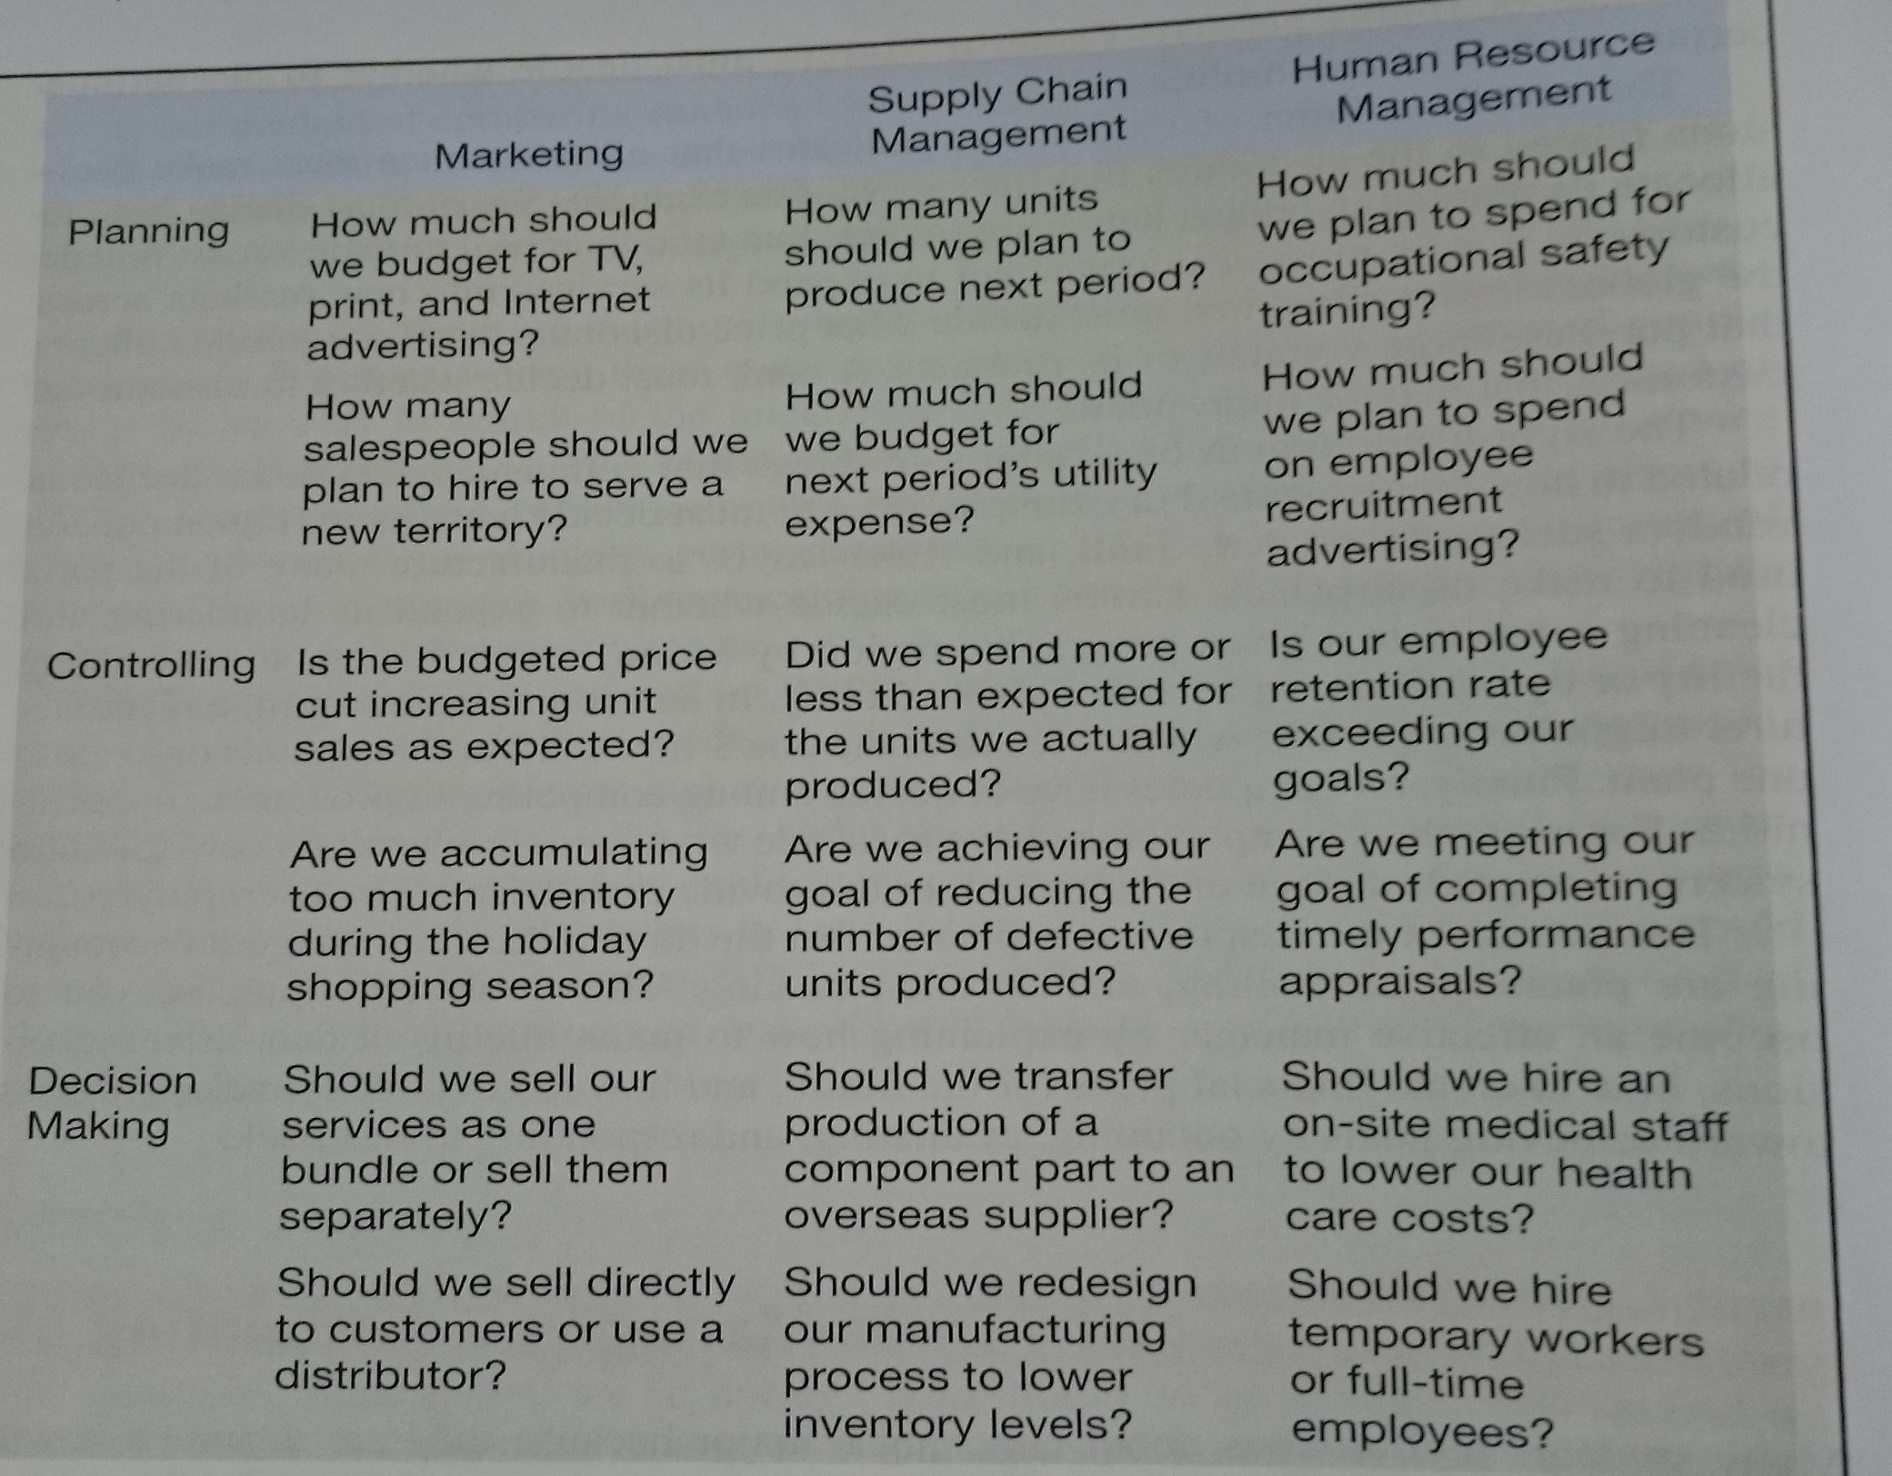 Marketing
Supply Chain
Management
Human Resource
Management
Planning
How much should
we budget for TV,
print, and Internet
advertising?
How many
salespeople should we
plan to hire to serve a
new territory?
How many units
should we plan to
produce next period?
How much should
we budget for
next period's utility
expense?
How much should
we plan to spend for
occupational safety
training?
How much should
we plan to spend
on employee
recruitment
advertising?
Controlling
Is the budgeted price
cut increasing unit
sales as expected?
Are we accumulating
too much inventory
during the holiday
shopping season?
Did we spend more or
less than expected for
the units we actually
produced?
Are we achieving our
goal of reducing the
number of defective
units produced?
Is our employee
retention rate
exceeding our
goals?
Are we meeting our
goal of completing
timely performance
appraisals?
Decision
Making
Should we sell our
services as one
bundle or sell them
separately?
Should we sell directly
to customers or use a
distributor?
Should we transfer
production of a
component part to an
overseas supplier?
Should we redesign
our manufacturing
process to lower
inventory levels?
Should we hire an
on-site medical staff
to lower our health
care costs?
Should we hire
temporary workers
or full-time
employees?